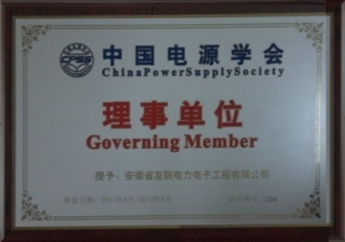 CPSS
中国电源学会
ChinaPowerSupplySociety
理事单位
Governing Member
授予：安徽省友联电力电子工程有限公司